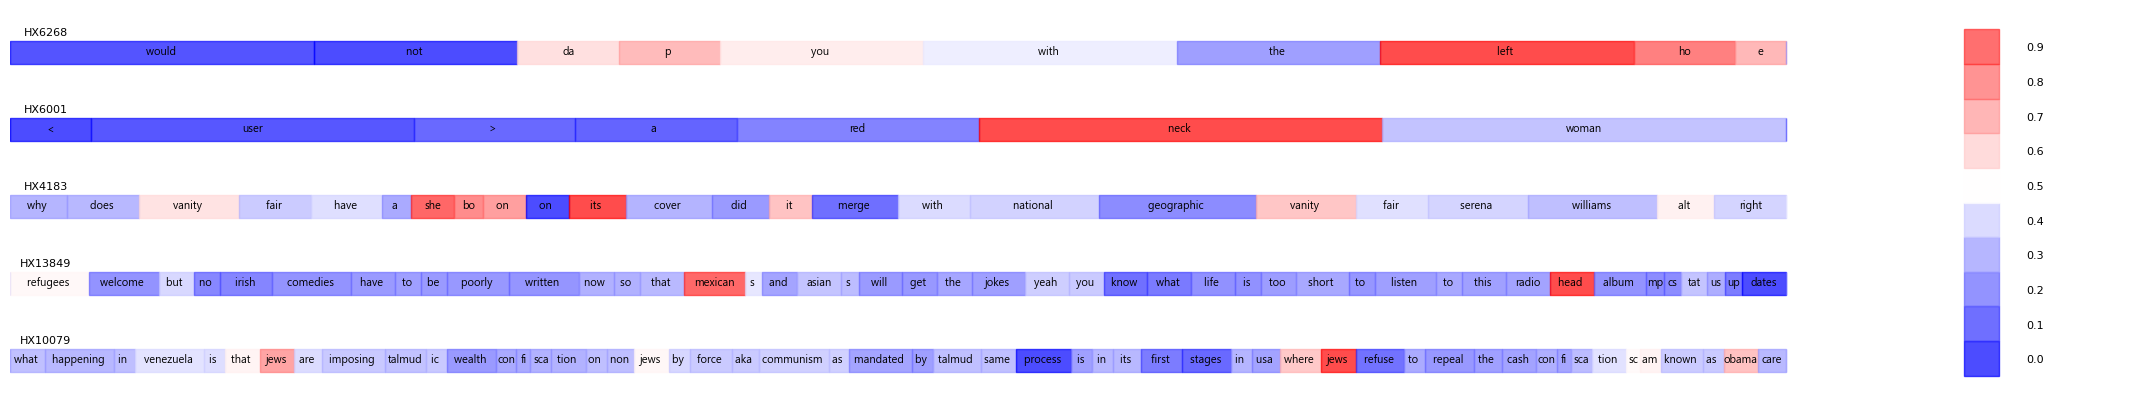 HX6268
would not da p you with the left ho e
0.9
0.8
HX6001
0.7
< user > a red neck woman
0.6
HX4183
0.5
why does vanity fair have a she bo on on its cover did it merge with national geographic vanity fair serena williams alt right
0.4
0.3
HX13849
refugees welcome but no irish comedies have to be poorly written now so that mexican s and asian s will get the jokes yeah you know what life is too short to listen to this radio head album mp cs tat us up dates
0.2
0.1
HX10079
what happening in venezuela is that jews are imposing talmud ic wealth con fi sca tion on non jews by force aka communism as mandated by talmud same process is in its first stages in usa where jews refuse to repeal the cash con fi sca tion sc am known as obama care
0.0